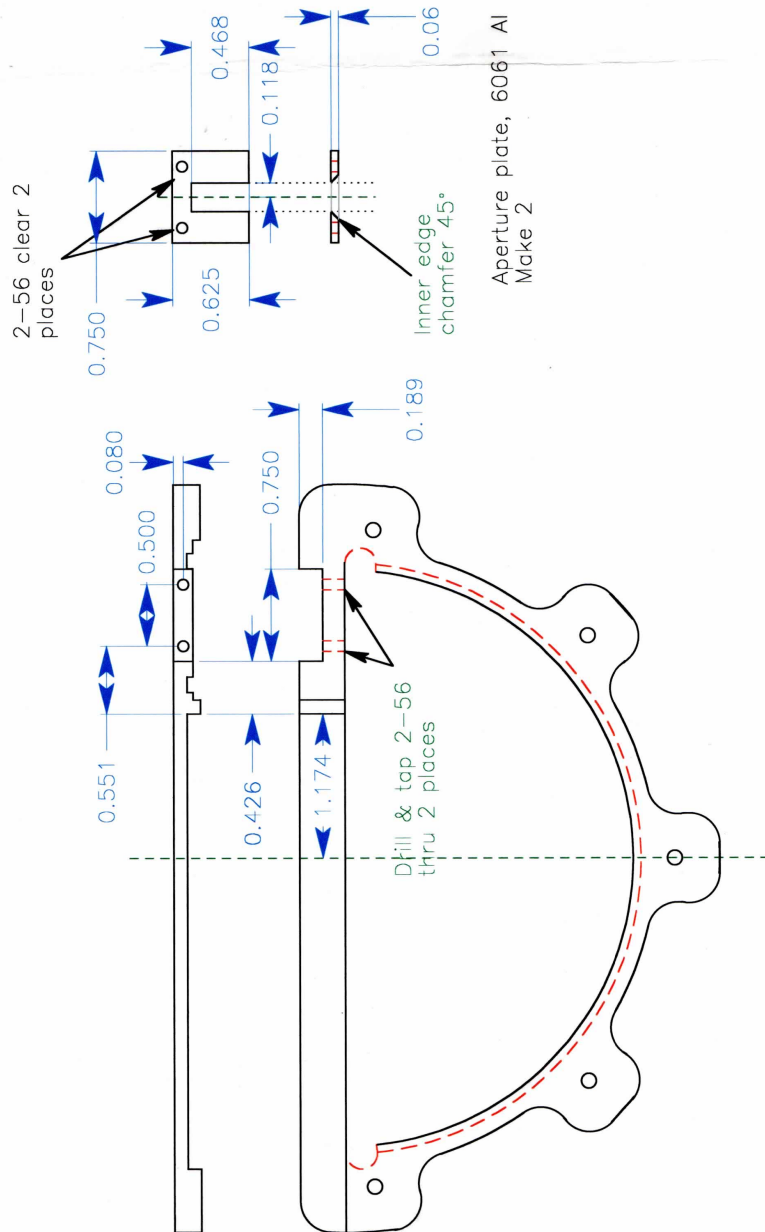 2-56 clear 2
places
0.750
0.625
0.468
0.118
0.06
Inner edge
chamfer 45°
Aperture plate, 6061 Al
Make 2
0.551
0.500
0.080
0.426
0.750
0.189
1.174
Drill & tap 2-56
thru 2 places